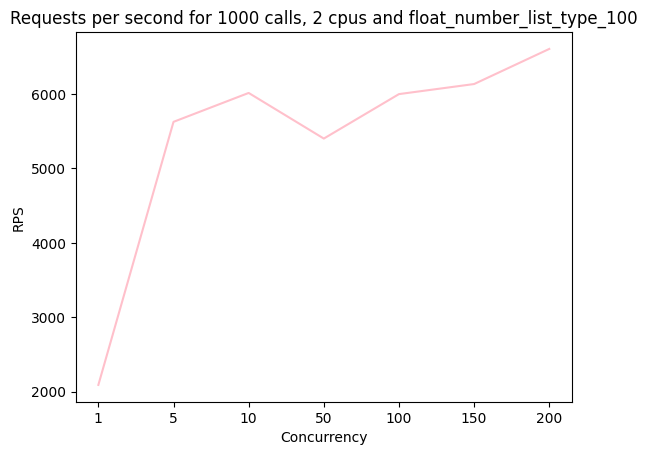 Requests per second for 1000 calls, 2 cpus and float_number_list_type_100
6000
5000
4000
3000
2000
RPS
1 5 10 50 100 150 200
Concurrency